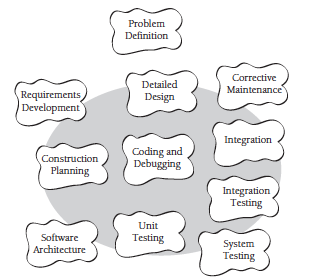 Problem
Definition
Requirements
Development
Detailed
Design
Corrective
Maintenance
Construction
Planning
Coding and
Debugging
Integration
Integration
Testing
Software
Architecture
Unit
Testing
System
Testing